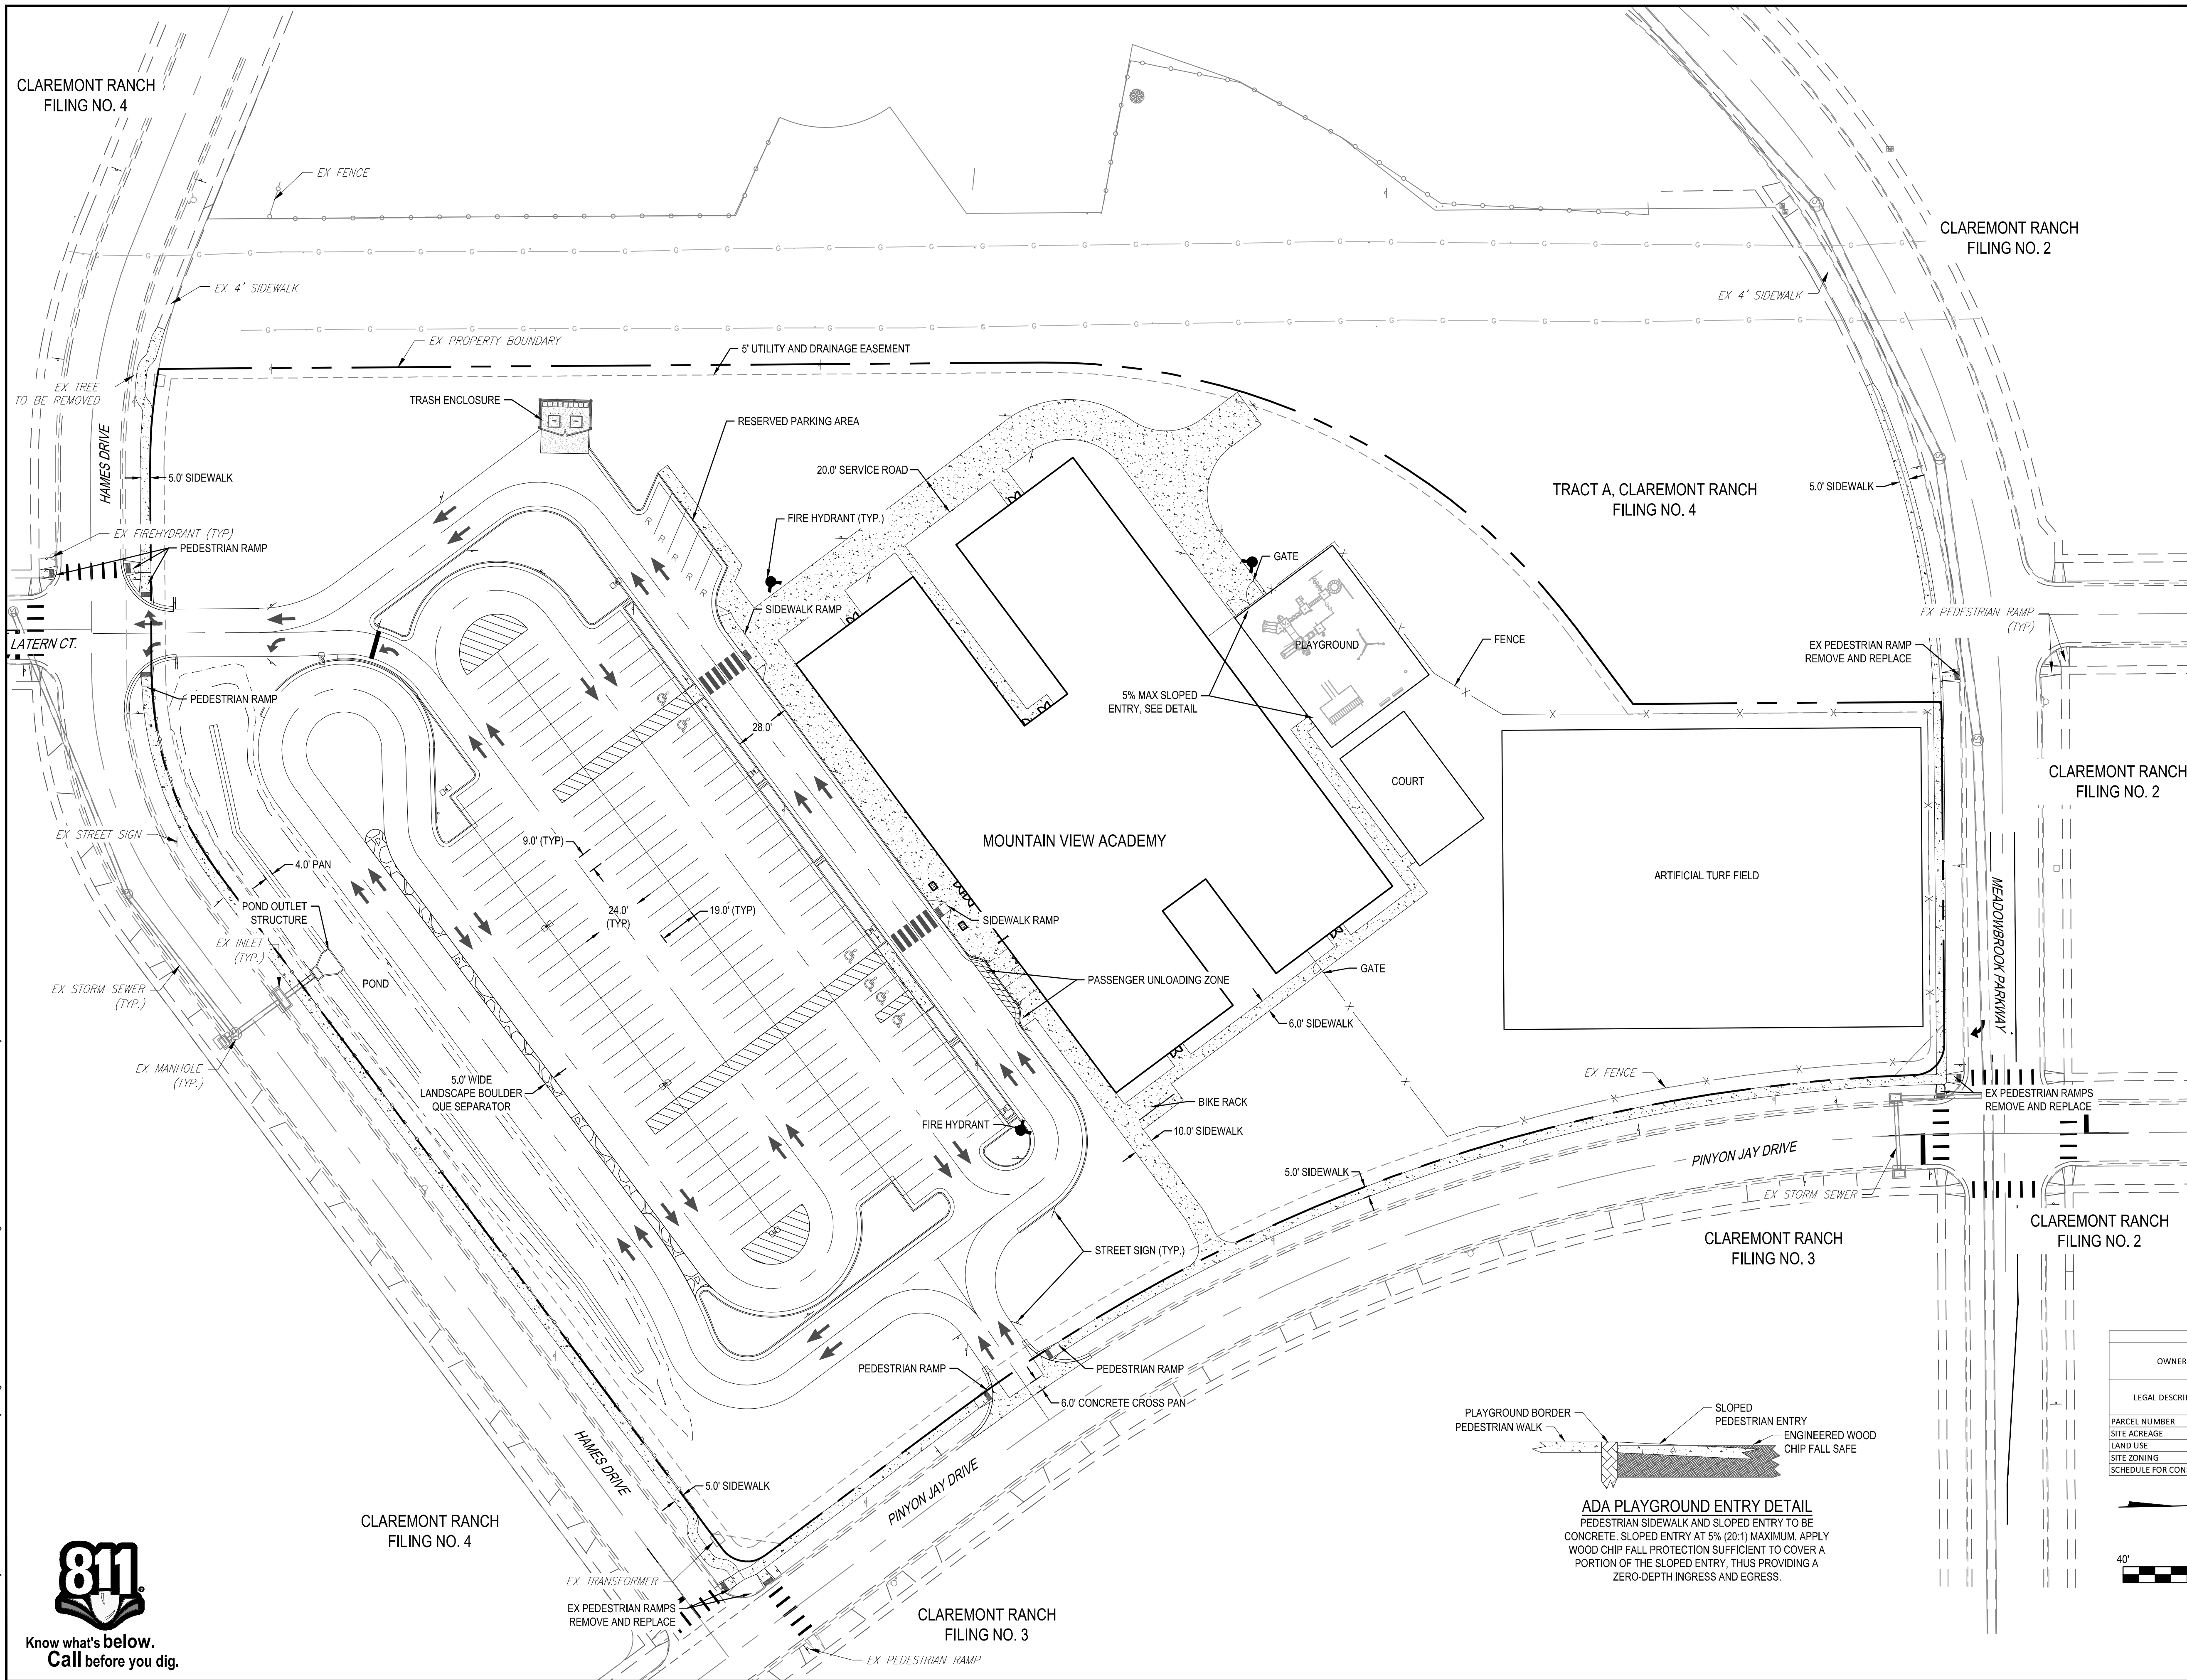 CLAREMONT RANCH
FILING NO. 4
EX FENCE
CLAREMONT RANCH
FILING NO. 2
EX 4' SIDEWALK
EX 4' SIDEWALK
EX PROPERTY BOUNDARY
5' UTILITY AND DRAINAGE EASEMENT
EX TREE
TO BE REMOVED
TRASH ENCLOSURE
RESERVED PARKING AREA
HAMES DRIVE
5.0' SIDEWALK
20.0' SERVICE ROAD
TRACT A, CLAREMONT RANCH
FILING NO. 4
5.0' SIDEWALK
FIRE HYDRANT (TYP.)
EX FIREHYDRANT (TYP)
PEDESTRIAN RAMP
GATE
R
R
R
R
R
SIDEWALK RAMP
EX PEDESTRIAN RAMP
(TYP)
LATERN CT.
PLAYGROUND
FENCE
EX PEDESTRIAN RAMP
REMOVE AND REPLACE
PEDESTRIAN RAMP
5% MAX SLOPED
ENTRY, SEE DETAIL
28.0'
COURT
CLAREMONT RANCH
FILING NO. 2
EX STREET SIGN
9.0' (TYP)
MOUNTAIN VIEW ACADEMY
4.0' PAN
ARTIFICIAL TURF FIELD
MEADOWBROOK PARKWAY
POND OUTLET
STRUCTURE
24.0'
(TYP)
19.0' (TYP)
SIDEWALK RAMP
EX INLET
(TYP.)
EX STORM SEWER
(TYP.)
POND
PASSENGER UNLOADING ZONE
GATE
6.0' SIDEWALK
EX MANHOLE
(TYP.)
5.0' WIDE
LANDSCAPE BOULDER
QUE SEPARATOR
EX FENCE
BIKE RACK
EX PEDESTRIAN RAMPS
REMOVE AND REPLACE
FIRE HYDRANT
10.0' SIDEWALK
PINYON JAY DRIVE
5.0' SIDEWALK
EX STORM SEWER
CLAREMONT RANCH
FILING NO. 2
CLAREMONT RANCH
FILING NO. 3
STREET SIGN (TYP.)
PEDESTRIAN RAMP
PEDESTRIAN RAMP
6.0' CONCRETE CROSS PAN
OWNER
LEGAL DESCRI
PARCEL NUMBER
SITE ACREAGE
LAND USE
SITE ZONING
SCHEDULE FOR CON
PLAYGROUND BORDER
PEDESTRIAN WALK
SLOPED
PEDESTRIAN ENTRY
ENGINEERED WOOD
CHIP FALL SAFE
HAMES DRIVE
5.0' SIDEWALK
PINYON JAY DRIVE
ADA PLAYGROUND ENTRY DETAIL
PEDESTRIAN SIDEWALK AND SLOPED ENTRY TO BE
CONCRETE. SLOPED ENTRY AT 5% (20:1) MAXIMUM. APPLY
WOOD CHIP FALL PROTECTION SUFFICIENT TO COVER A
PORTION OF THE SLOPED ENTRY, THUS PROVIDING A
ZERO-DEPTH INGRESS AND EGRESS.
40'
CLAREMONT RANCH
FILING NO. 4
EX TRANSFORMER
EX PEDESTRIAN RAMPS
REMOVE AND REPLACE
CLAREMONT RANCH
FILING NO. 3
EX PEDESTRIAN RAMP
811
Know what's below.
Call before you dig.